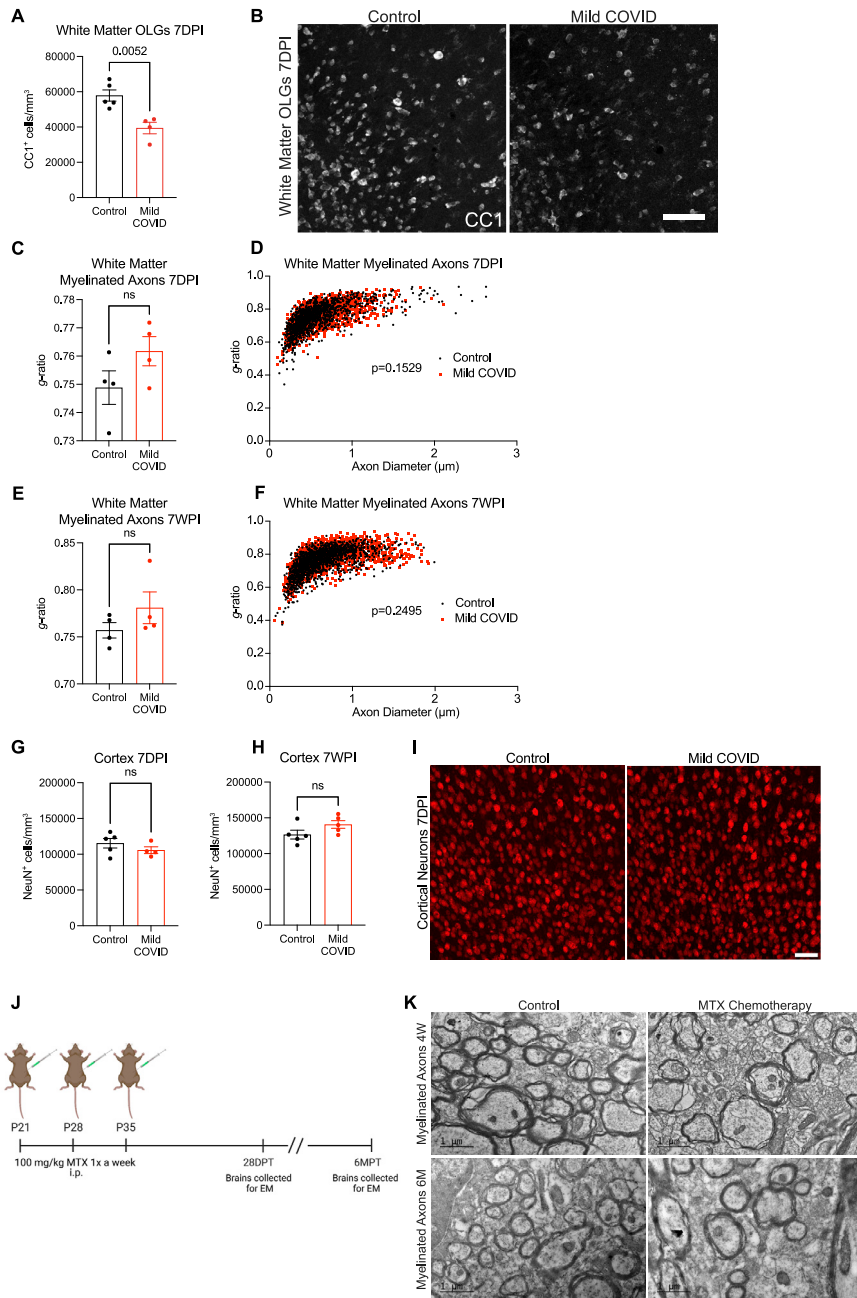 A
White Matter OLGs 7DPI
0.0052
CC1⁺ cells/mm³
80000
60000
40000
20000
0
Control
Mild
COVID
B
Control
Mild COVID
White Matter OLGs 7DPI
CC1
C
White Matter
Myelinated Axons 7DPI
ns
g-ratio
0.78
0.77
0.76
0.75
0.74
0.73
Control
Mild
COVID
D
White Matter Myelinated Axons 7DPI
g-ratio
1.0
0.8
0.6
0.4
0.2
0.0
p=0.1529
Control
Mild COVID
0 1 2 3
Axon Diameter (µm)
E
White Matter
Myelinated Axons 7WPI
ns
g-ratio
0.85
0.80
0.75
0.70
Control
Mild
COVID
F
White Matter Myelinated Axons 7WPI
g-ratio
1.0
0.8
0.6
0.4
0.2
0.0
p=0.2495
Control
Mild COVID
0 1 2 3
Axon Diameter (µm)
G
Cortex 7DPI
ns
NeuN⁺ cells/mm³
200000
150000
100000
50000
0
Control
Mild
COVID
H
Cortex 7WPI
ns
NeuN⁺ cells/mm³
200000
150000
100000
50000
0
Control
Mild
COVID
I
Control
Mild COVID
Cortical Neurons 7DPI
J
P21 P28 P35
100 mg/kg MTX 1x a week
i.p.
28DPT
Brains collected
for EM
6MPT
Brains collected
for EM
K
Control
MTX Chemotherapy
Myelinated Axons 4W
1 µm
1 µm
Myelinated Axons 6M
1 µm
1 µm